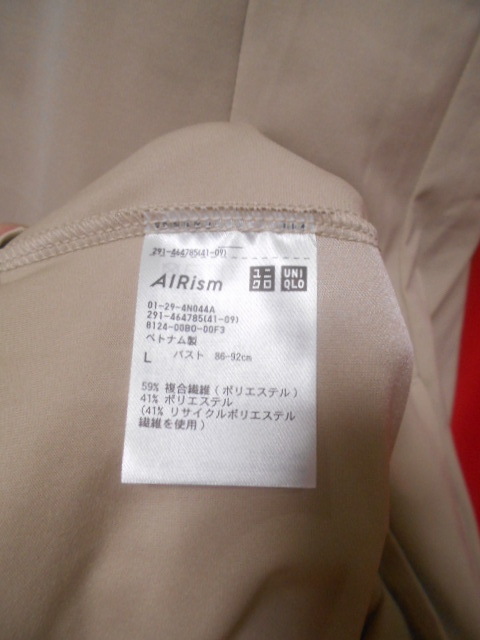 291-464785(41-09)
AIRism
ユニ クロ
UNI QLO
01-29-4N044A
291-464785(41-09)
8124-00B0-00F3
ベトナム製
L バスト 86-92cm
59% 複合繊維 (ポリエステル)
41% ポリエステル
(41% リサイクルポリエステル
繊維を使用)